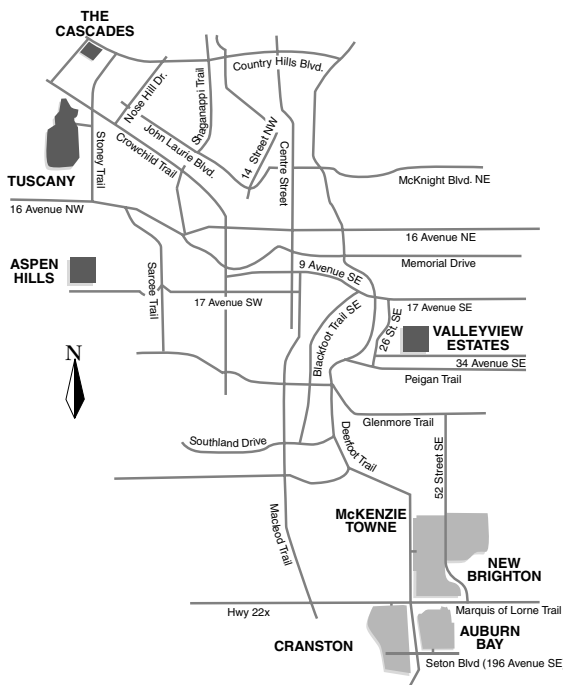 THE
CASCADES
Country Hills Blvd.
Nose Hill Dr.
Shaganappi Trail
John Laurie Blvd.
14 Street NW
Centre Street
Crowchild Trail
Stoney Trail
TUSCANY
McKnight Blvd. NE
16 Avenue NW
16 Avenue NE
Memorial Drive
ASPEN
HILLS
9 Avenue SE
Sarcee Trail
17 Avenue SW
17 Avenue SE
Blackfoot Trail SE
26 St. SE
VALLEYVIEW
ESTATES
34 Avenue SE
Peigan Trail
N
Glenmore Trail
Southland Drive
Deerfoot Trail
52 Street SE
Macleod Trail
McKENZIE
TOWNE
NEW
BRIGHTON
Hwy 22x
Marquis of Lorne Trail
CRANSTON
AUBURN
BAY
Seton Blvd (196 Avenue SE